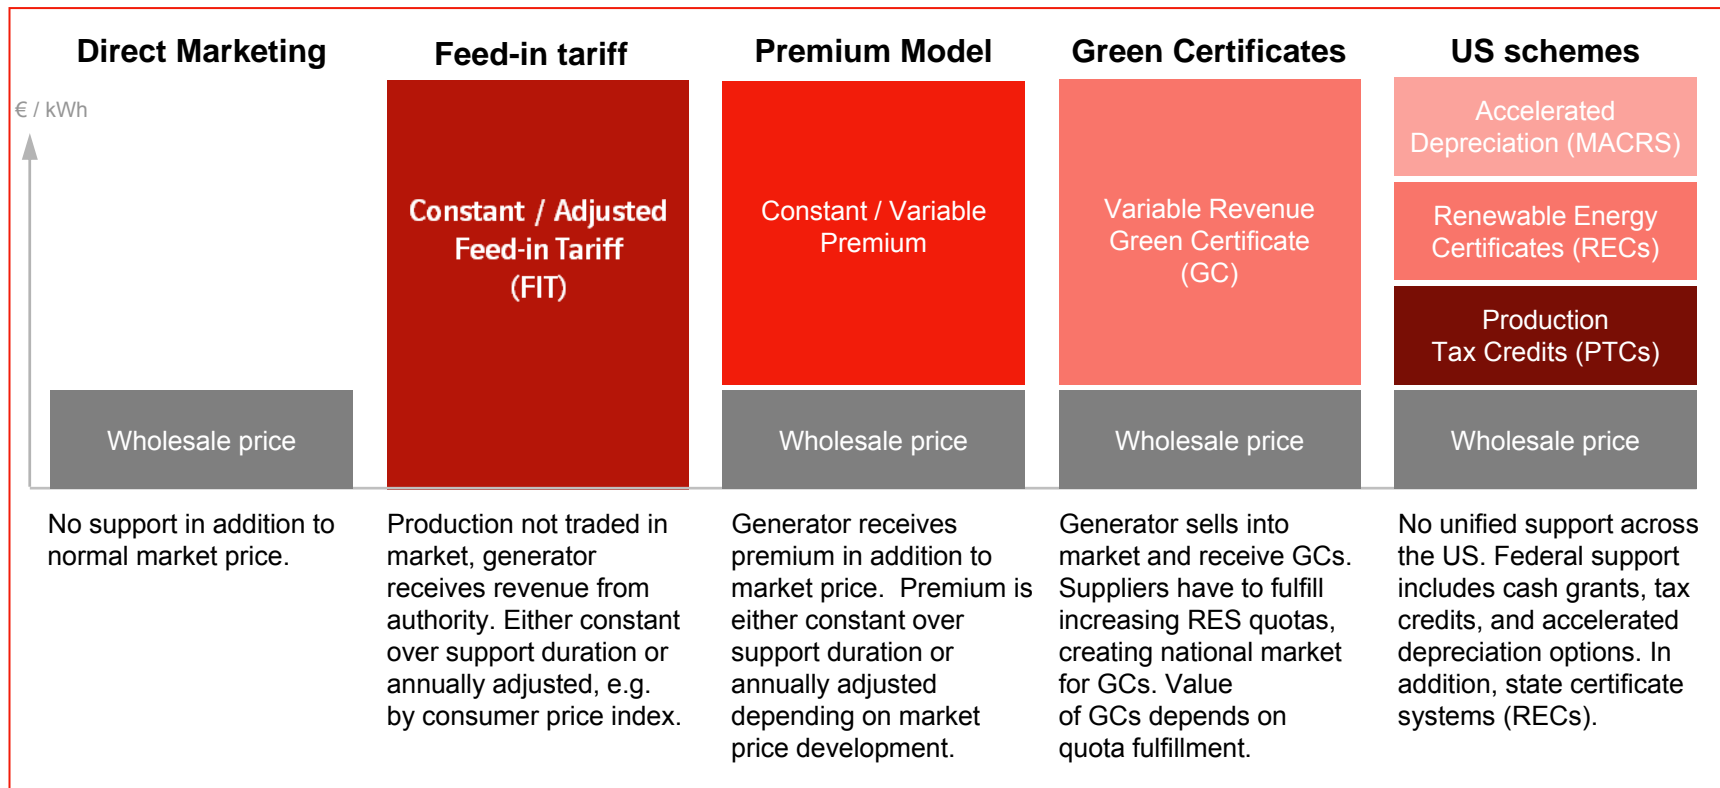 Direct Marketing
Feed-in tariff
Premium Model
Green Certificates
US schemes
€ / kWh
Wholesale price
Constant / Adjusted
Feed-in Tariff
(FIT)
Constant / Variable
Premium
Wholesale price
Variable Revenue
Green Certificate
(GC)
Wholesale price
Accelerated
Depreciation (MACRS)
Renewable Energy
Certificates (RECs)
Production
Tax Credits (PTCs)
Wholesale price
No support in addition to
normal market price.
Production not traded in
market, generator
receives revenue from
authority. Either constant
over support duration or
annually adjusted, e.g.
by consumer price index.
Generator receives
premium in addition to
market price.  Premium is
either constant over
support duration or
annually adjusted
depending on market
price development.
Generator sells into
market and receive GCs.
Suppliers have to fulfill
increasing RES quotas,
creating national market
for GCs. Value
of GCs depends on
quota fulfillment.
No unified support across
the US. Federal support
includes cash grants, tax
credits, and accelerated
depreciation options. In
addition, state certificate
systems (RECs).